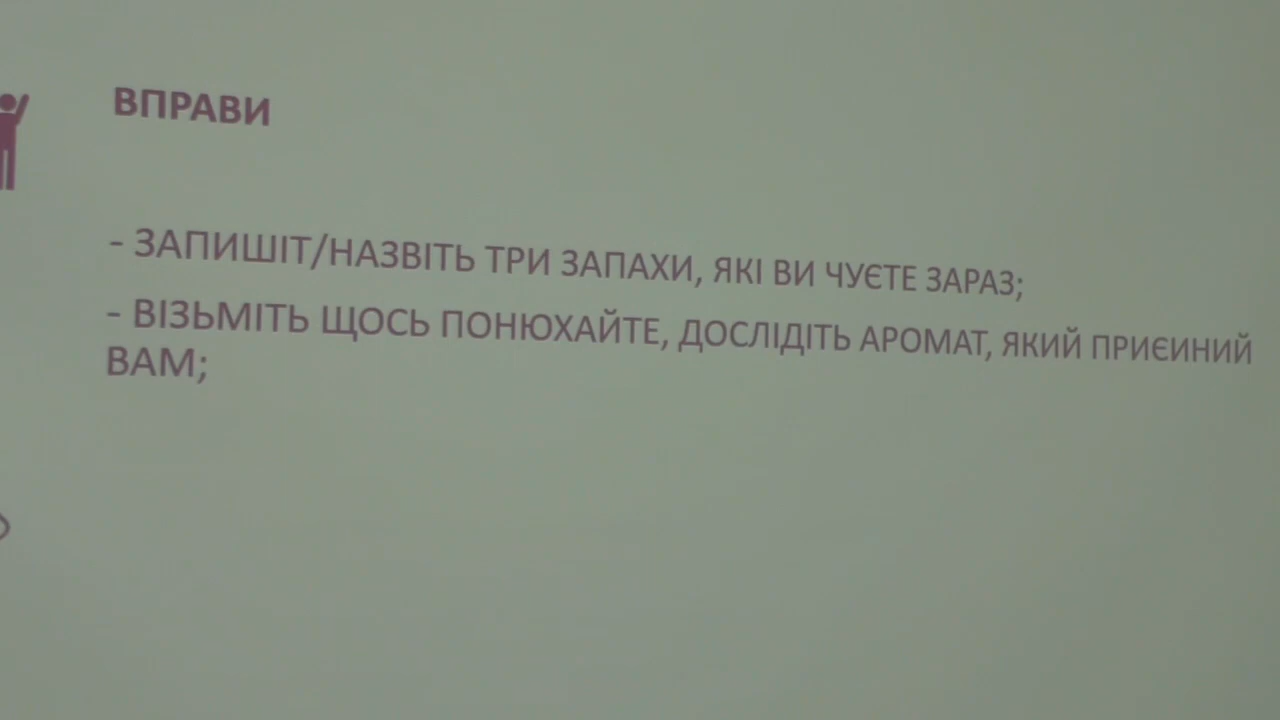 ВПРАВИ
- ЗАПИШІТ/НАЗВІТЬ ТРИ ЗАПАХИ, ЯКІ ВИ ЧУЄТЕ ЗАРАЗ;
- ВІЗЬМІТЬ ЩОСЬ ПОНЮХАЙТЕ, ДОСЛІДІТЬ АРОМАТ, ЯКИЙ ПРИЄИНИЙ
ВАМ;